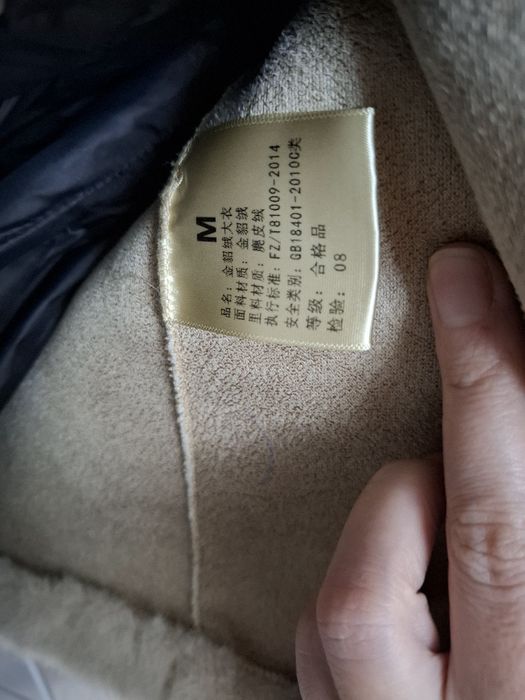 M
品名：金貂绒大衣
面料材质：金貂绒
里料材质：麂皮绒
执行标准：FZ/T81009-2014
安全类别：GB18401-2010C类
等级：合格品
检验：08